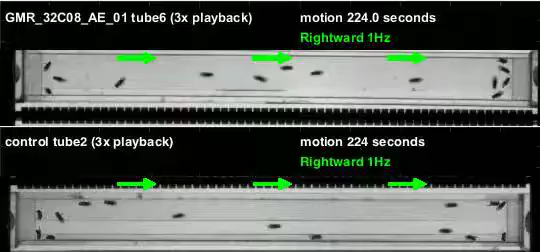 GMR_32C08_AE_01 tube6 (3x playback)
motion 224.0 seconds
Rightward 1Hz
control tube2 (3x playback)
motion 224 seconds
Rightward 1Hz